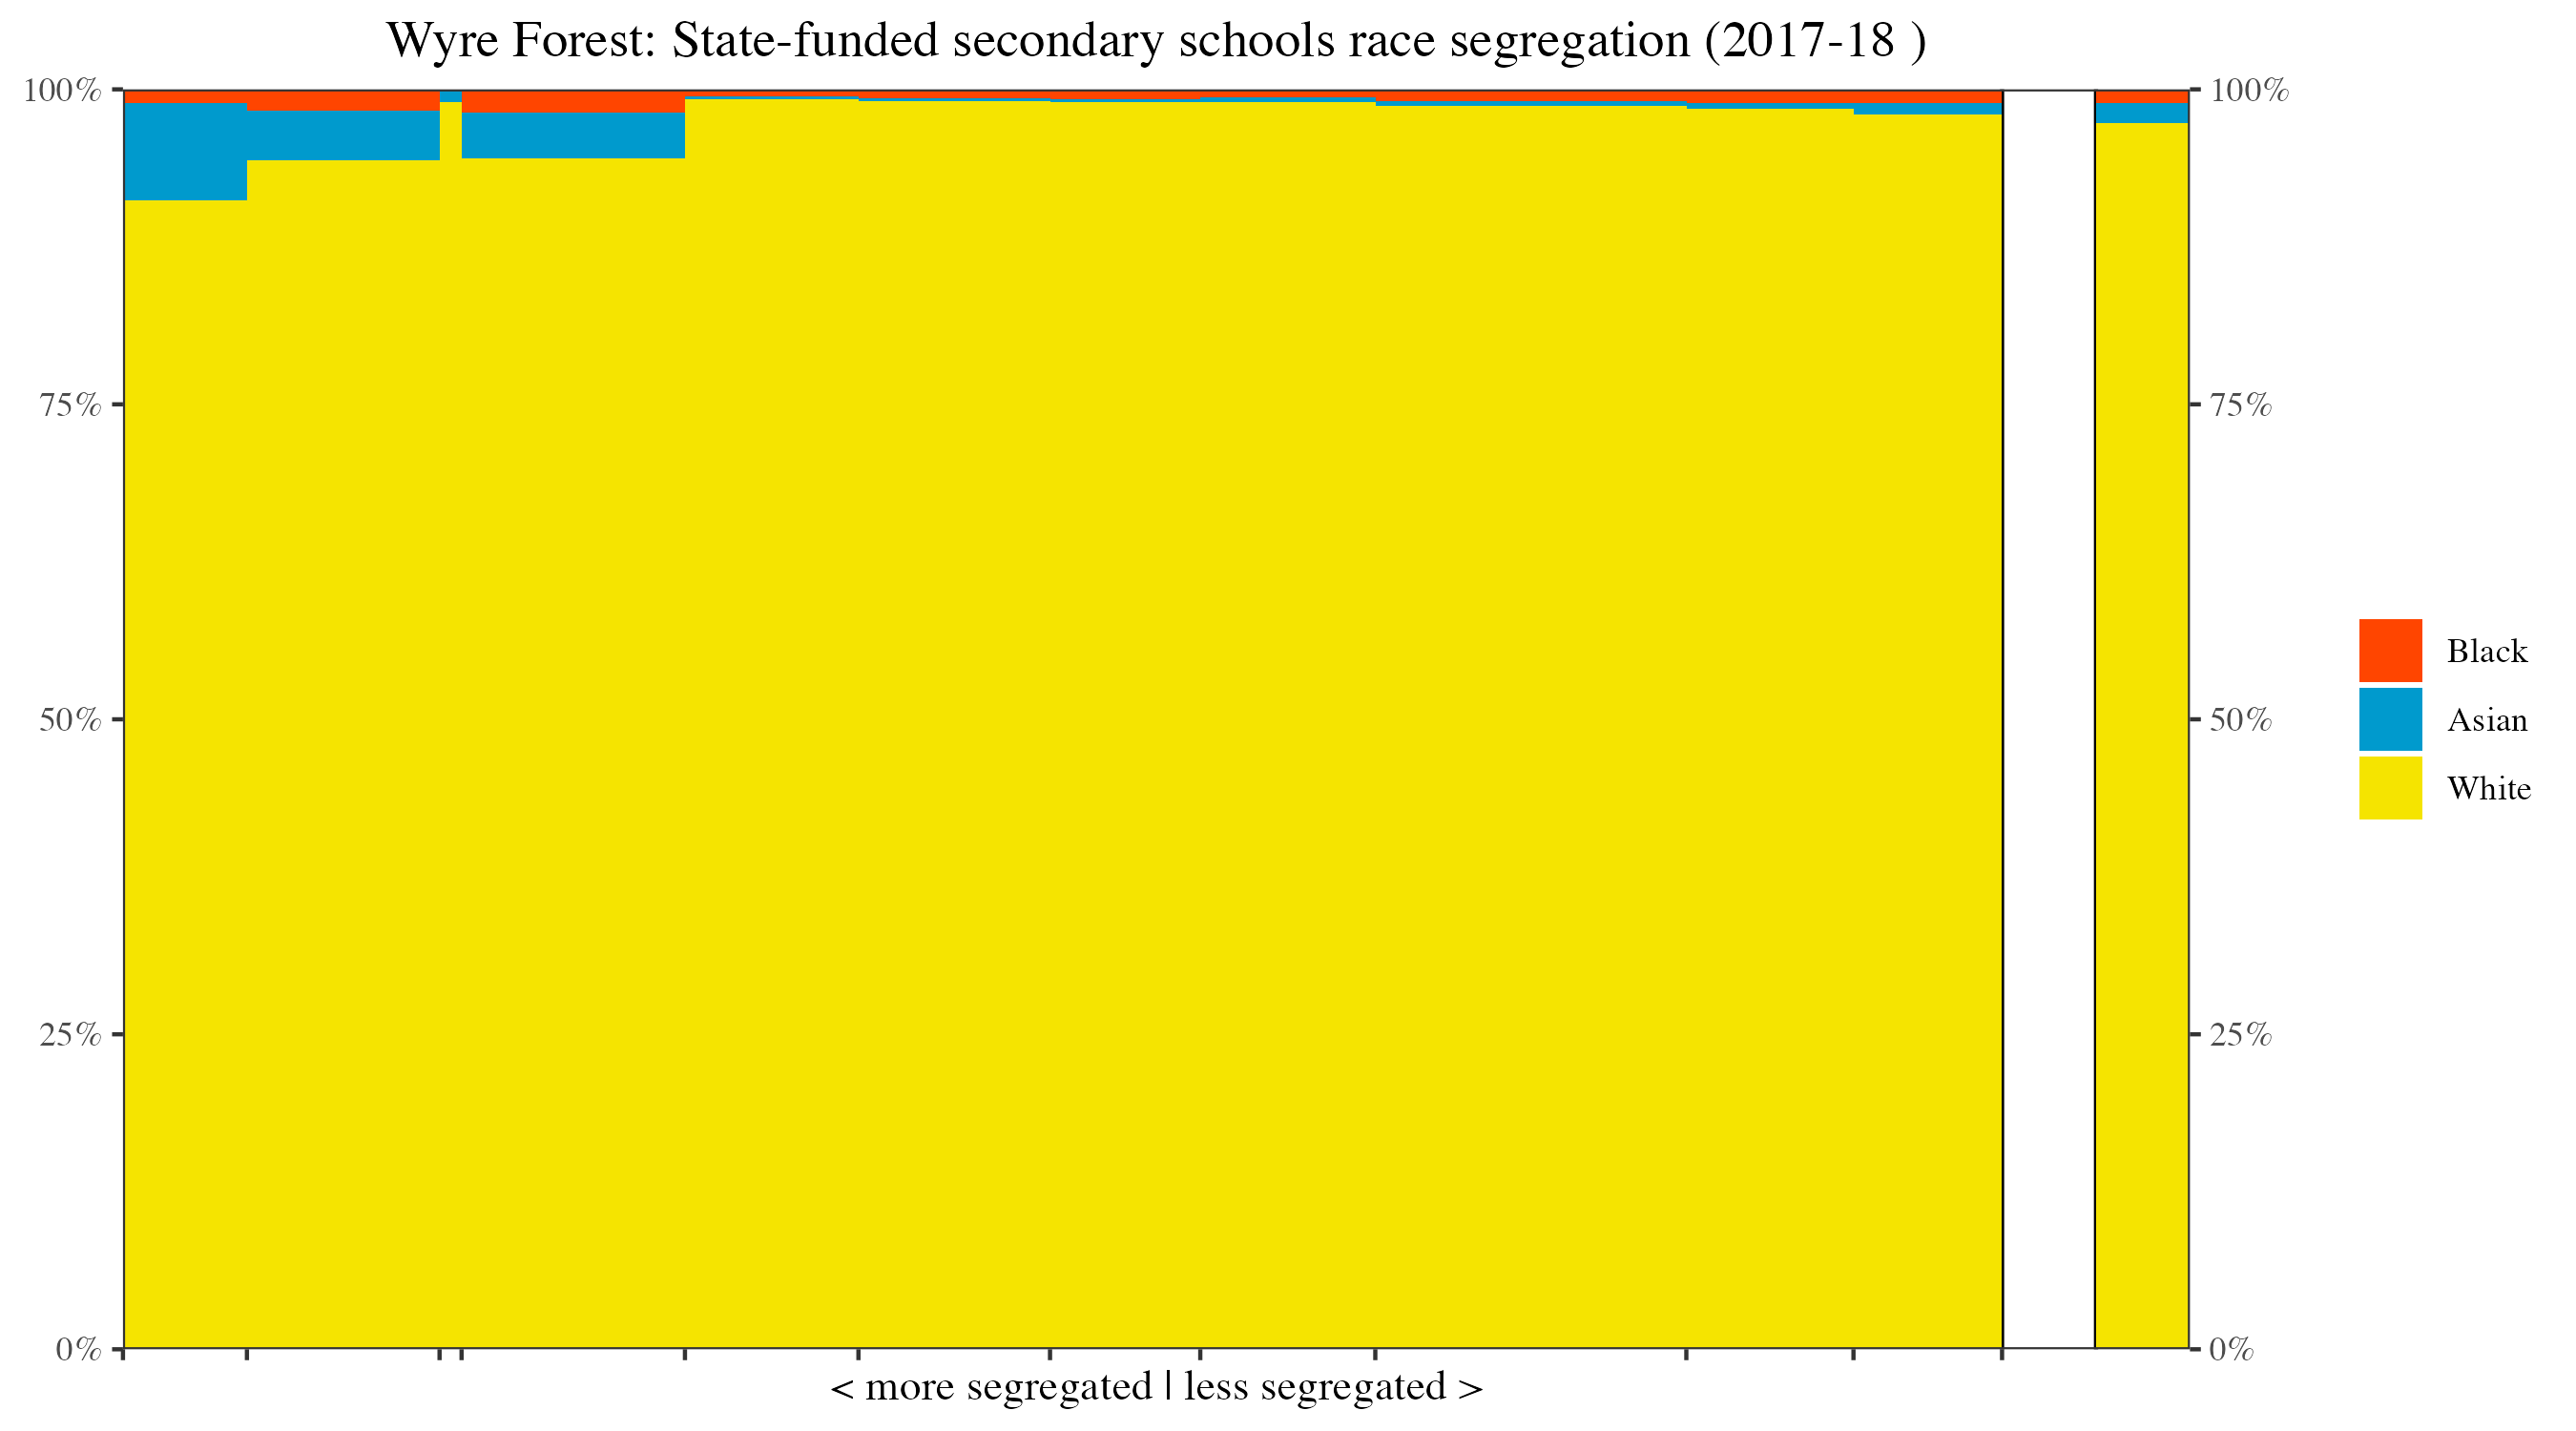 Wyre Forest: State-funded secondary schools race segregation (2017-18 )
100%
75%
50%
25%
0%
100%
75%
50%
25%
0%
Black
Asian
White
< more segregated | less segregated >